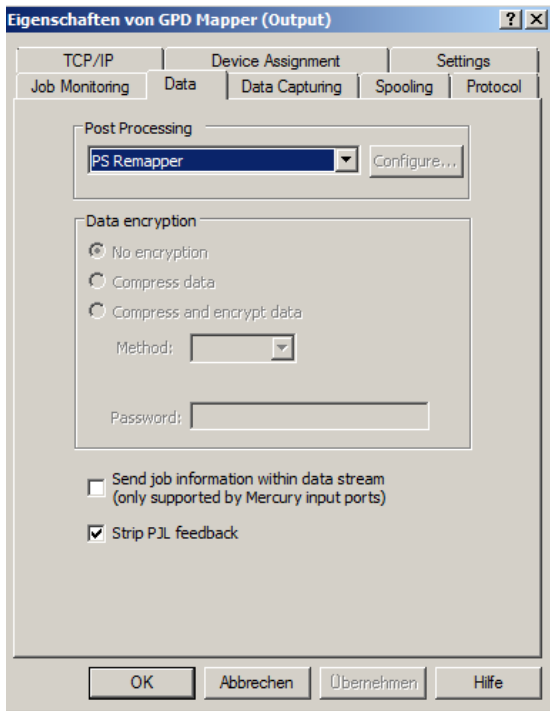 Eigenschaften von GPD Mapper (Output)
TCP/IP Device Assignment Settings
Job Monitoring Data Data Capturing Spooling Protocol
Post Processing
PS Remapper Configure...
Data encryption
No encryption
Compress data
Compress and encrypt data
Method:
Password:
Send job information within data stream
(only supported by Mercury input ports)
Strip PJL feedback
OK Abbrechen Übernehmen Hilfe